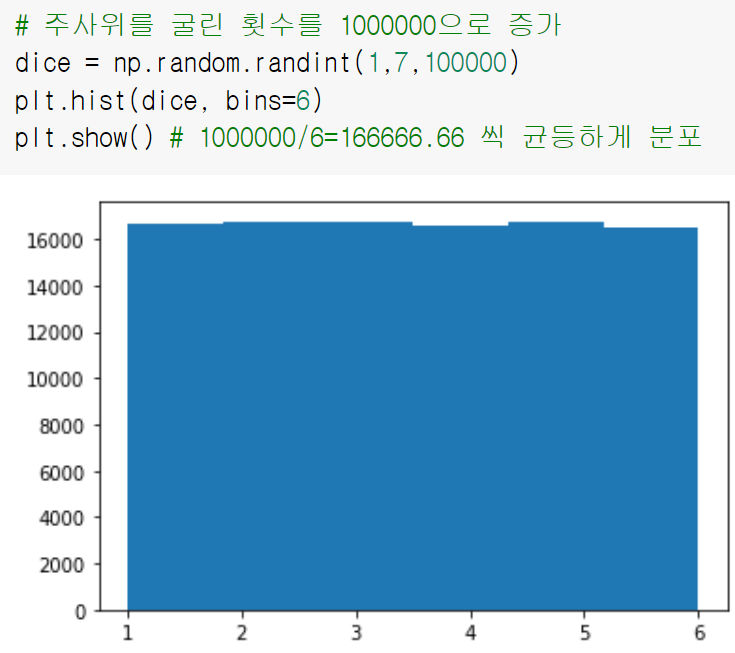 # 주사위를 굴린 횟수를 1000000으로 증가
dice = np.random.randint(1,7,100000)
plt.hist(dice, bins=6)
plt.show() # 1000000/6=166666.66 씩 균등하게 분포
16000
14000
12000
10000
8000
6000
4000
2000
0
1 2 3 4 5 6